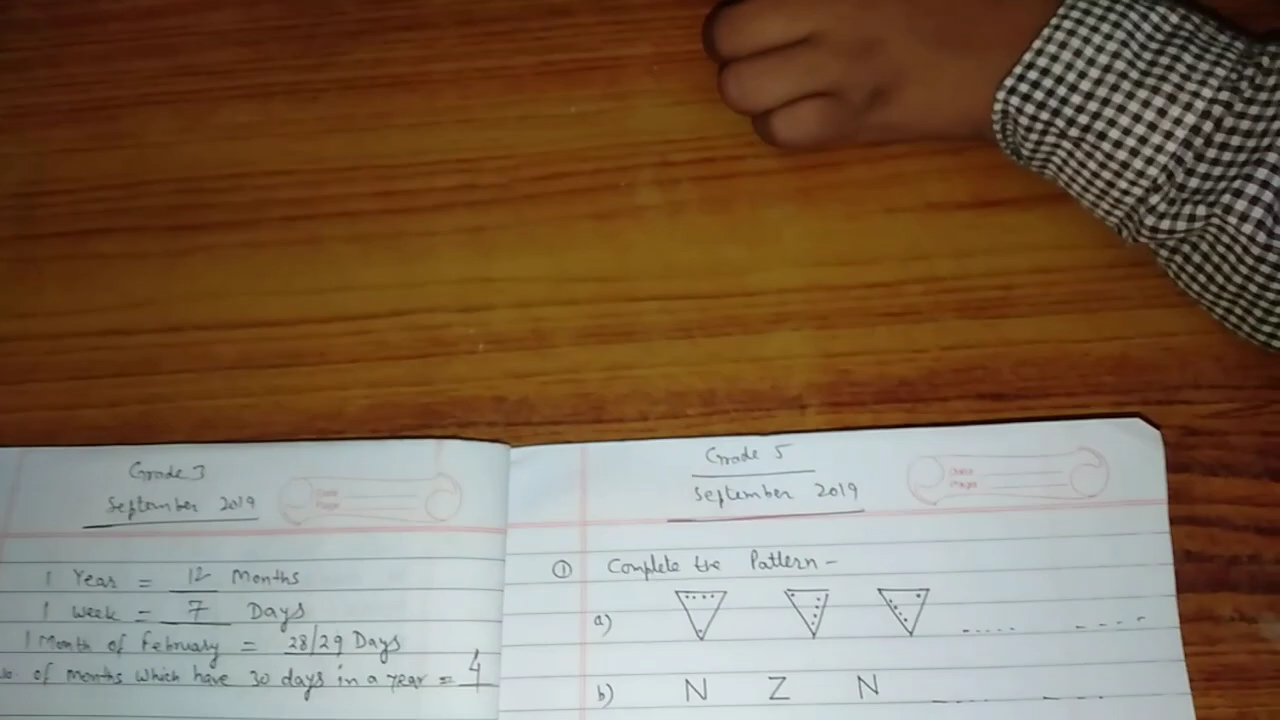 Grade 3
September 2019
1 Year = 12 Months
1 Week = 7 Days
1 Month of February = 28/29 Days
No. of months which have 30 days in a year = 4
Grade 5
September 2019
① Complete the Pattern -
a)
b) N Z N